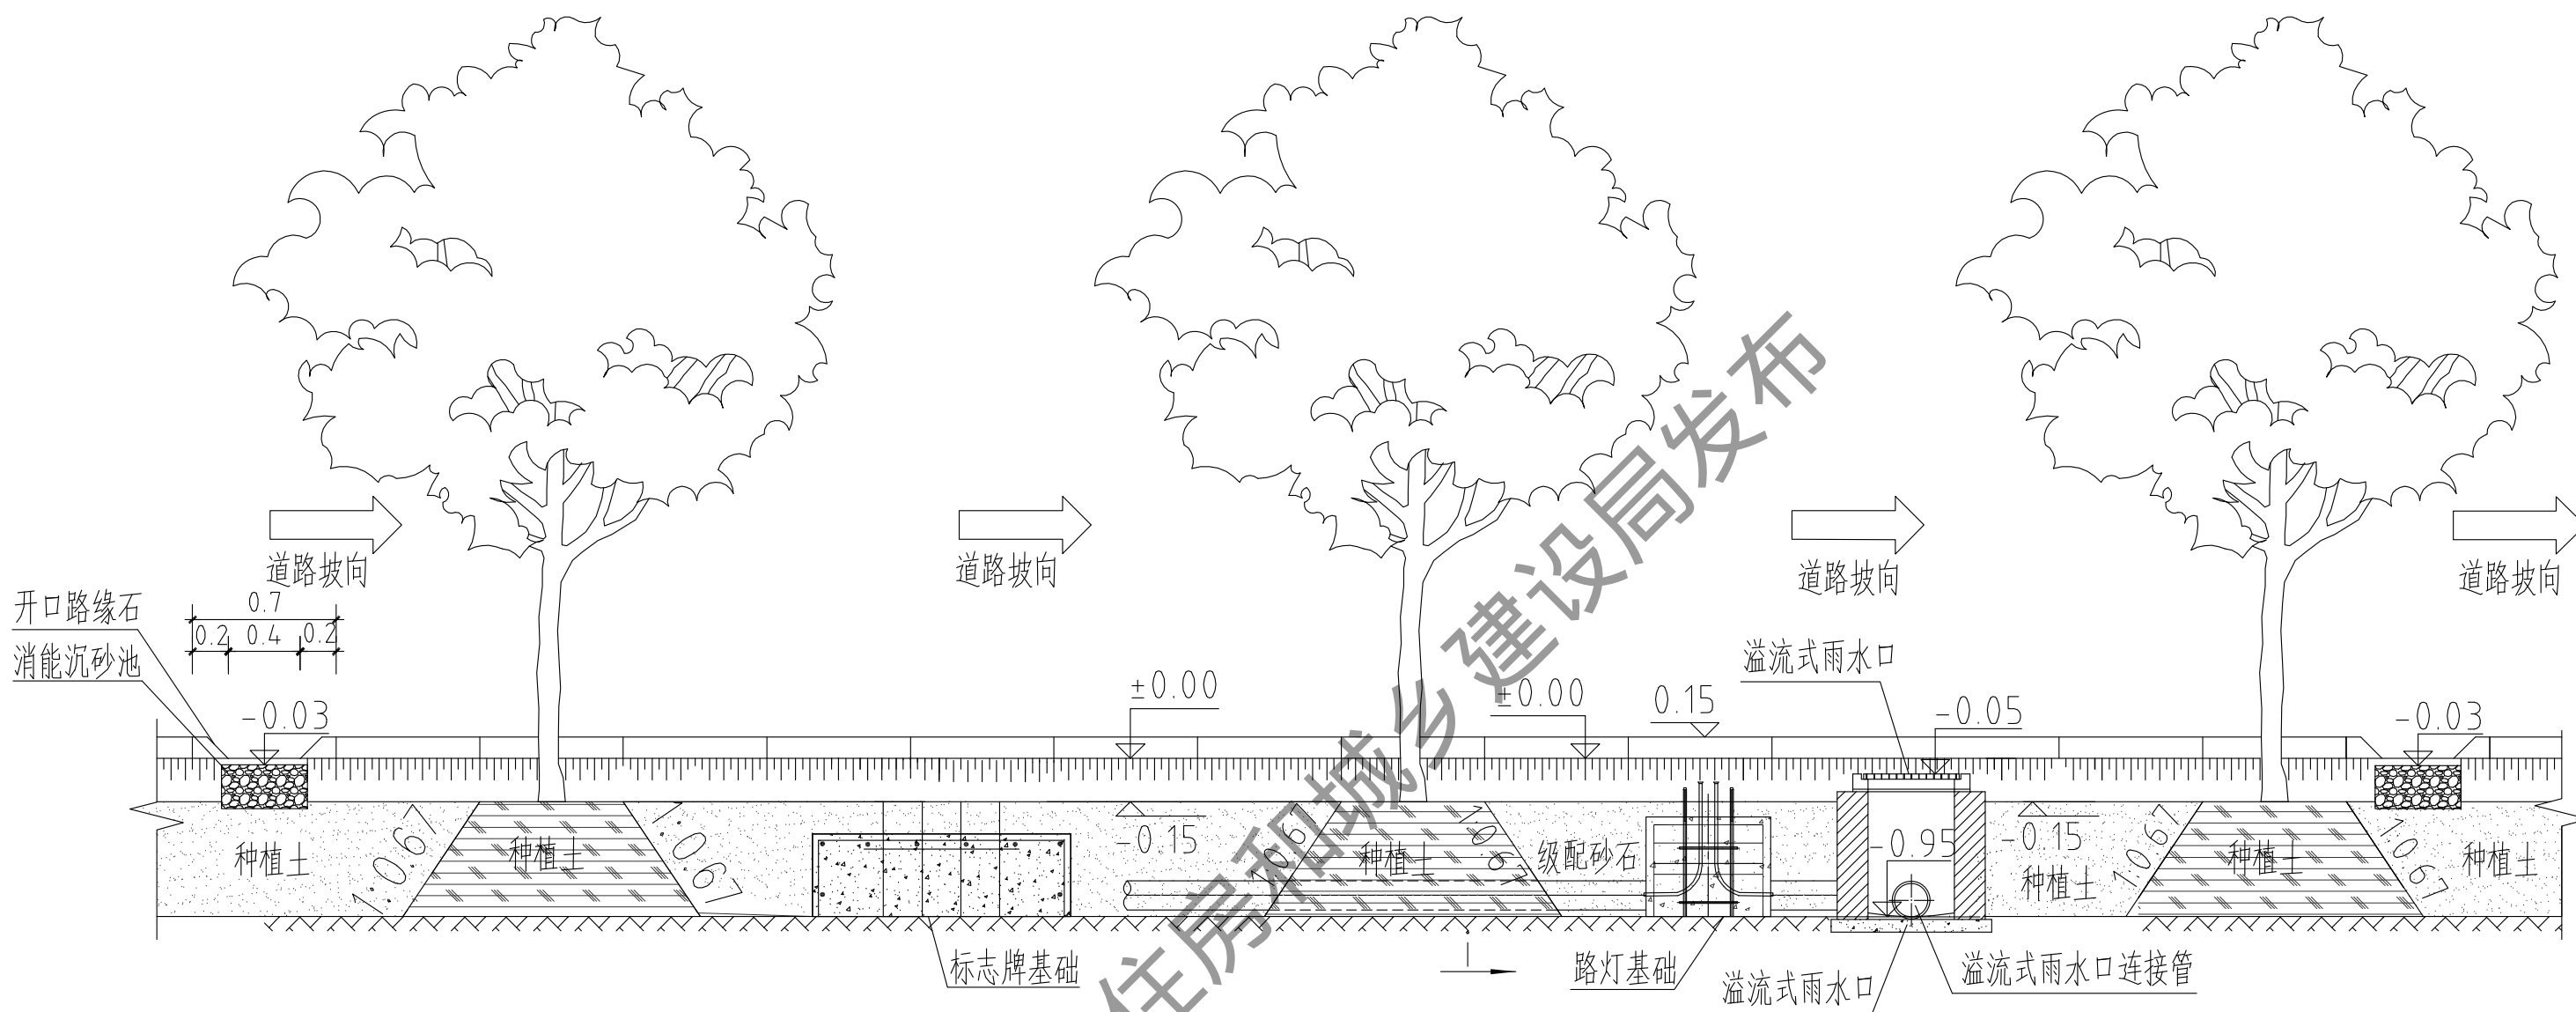 道路坡向
道路坡向
道路坡向
道路坡向
开口路缘石
消能沉砂池
0.7
0.2 0.4 0.2
-0.03
±0.00
±0.00
0.15
溢流式雨水口
-0.05
-0.03
种植土
1:0.67
种植土
1:0.67
-0.15
1:0.67
种植土
1:0.67
级配砂石
-0.95
-0.15
种植土
1:0.67
种植土
1:0.67
种植土
标志牌基础
i
路灯基础
溢流式雨水口
溢流式雨水口连接管
住房和城乡建设局发布